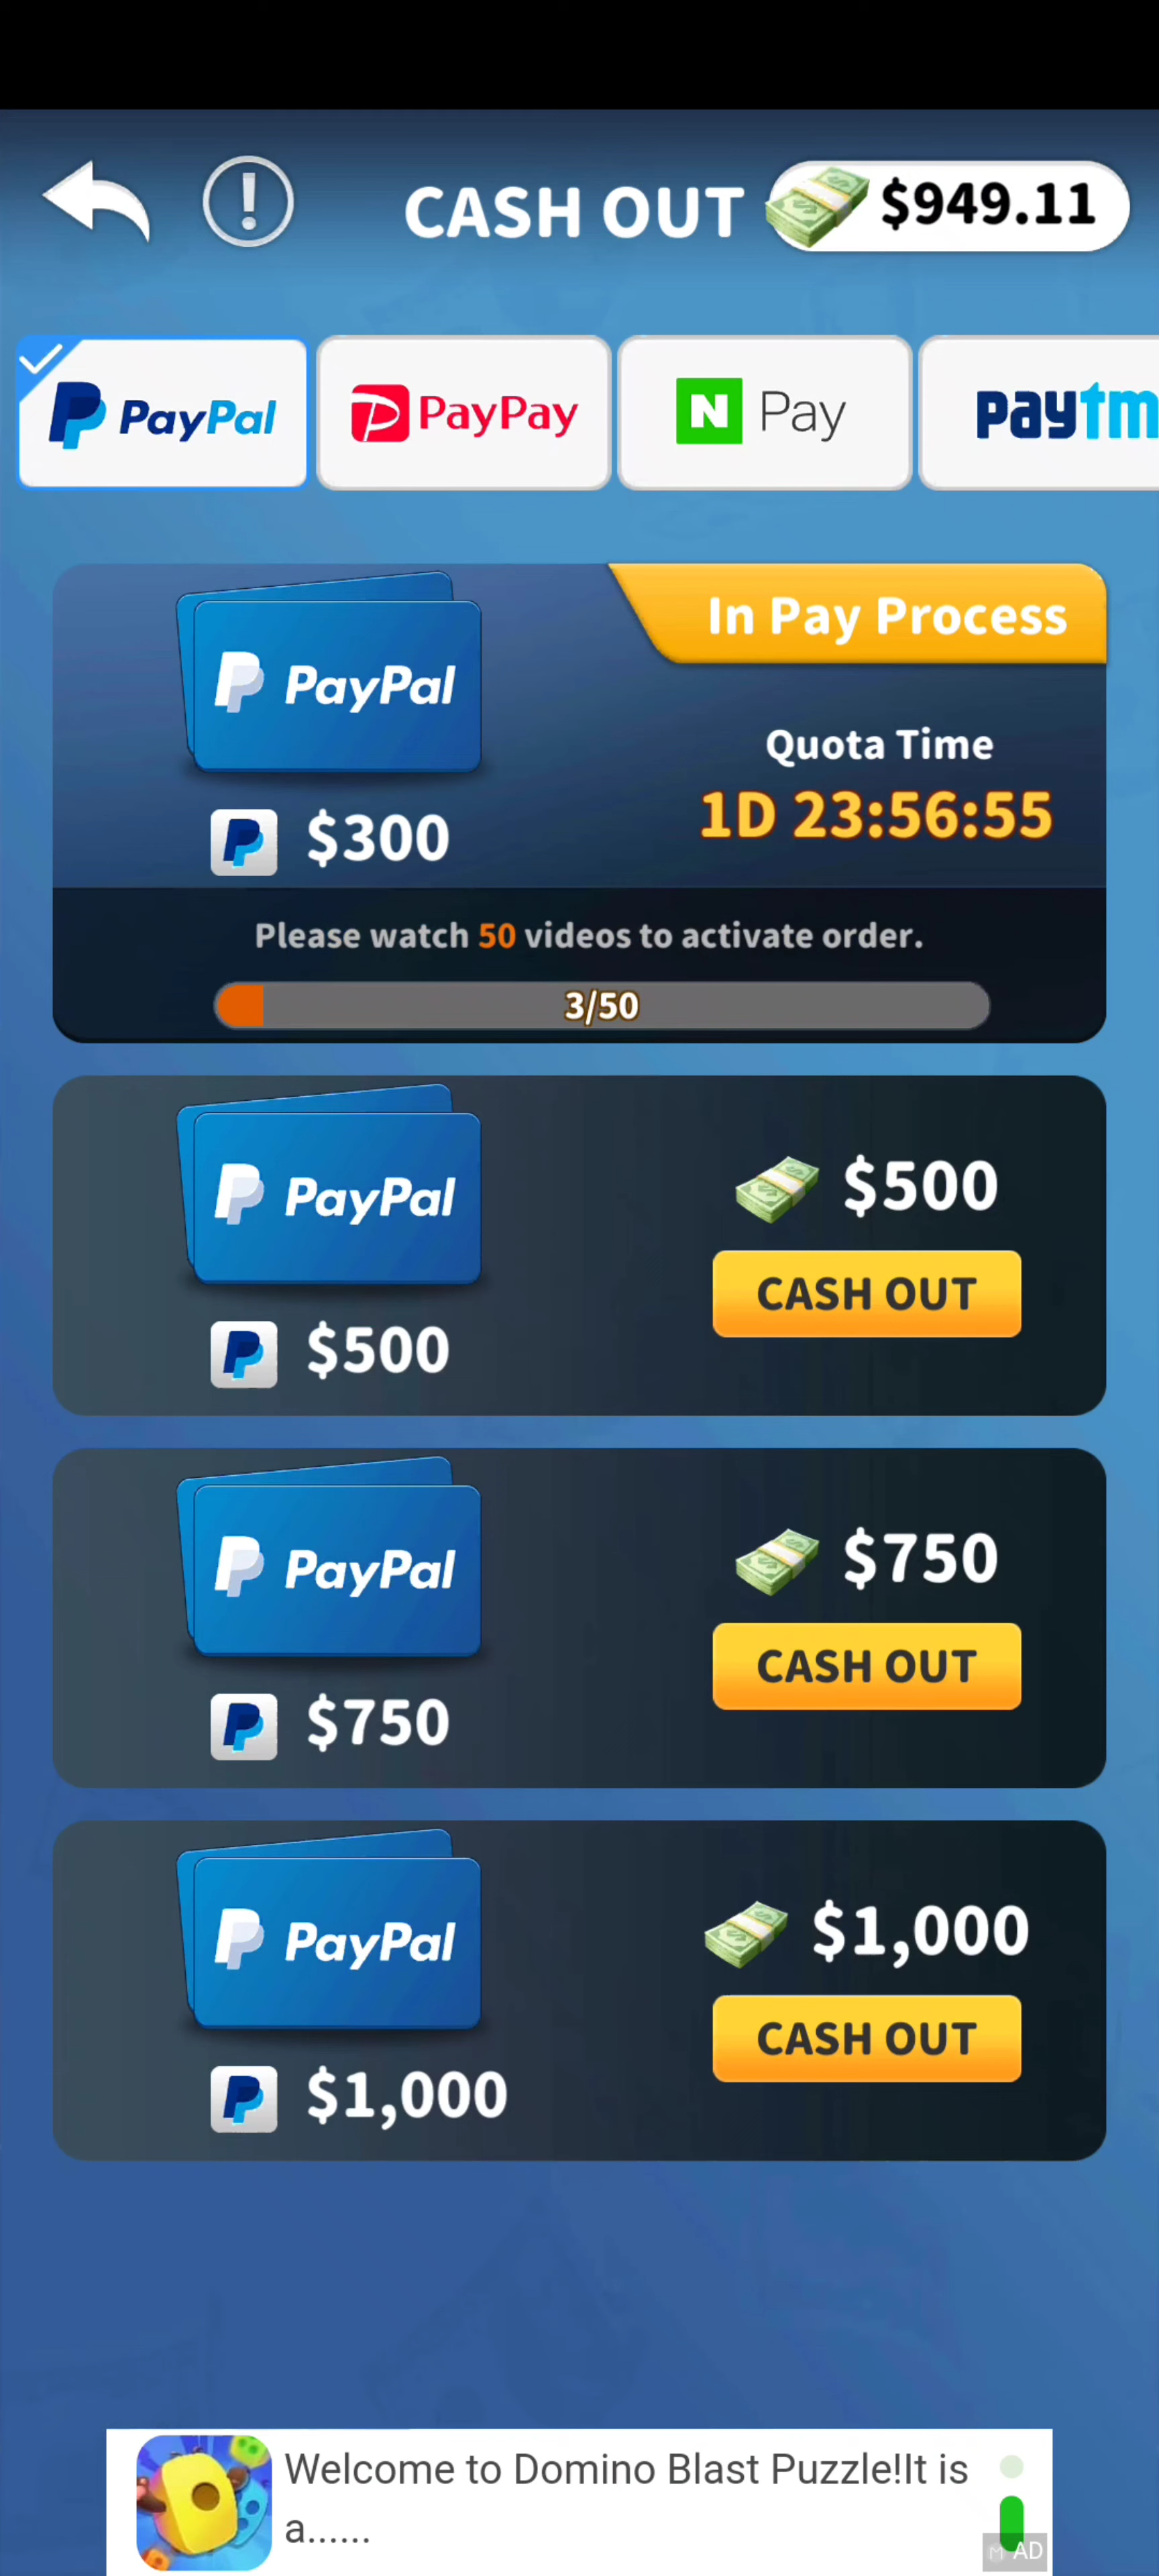 CASH OUT
$949.11
PayPal
PayPay
N Pay
paytm
PayPal
In Pay Process
Quota Time
$300
1D 23:56:55
Please watch 50 videos to activate order.
3/50
PayPal
$500
CASH OUT
$500
PayPal
$750
CASH OUT
$750
PayPal
$1,000
CASH OUT
$1,000
Welcome to Domino Blast Puzzle!It is
a......
AD